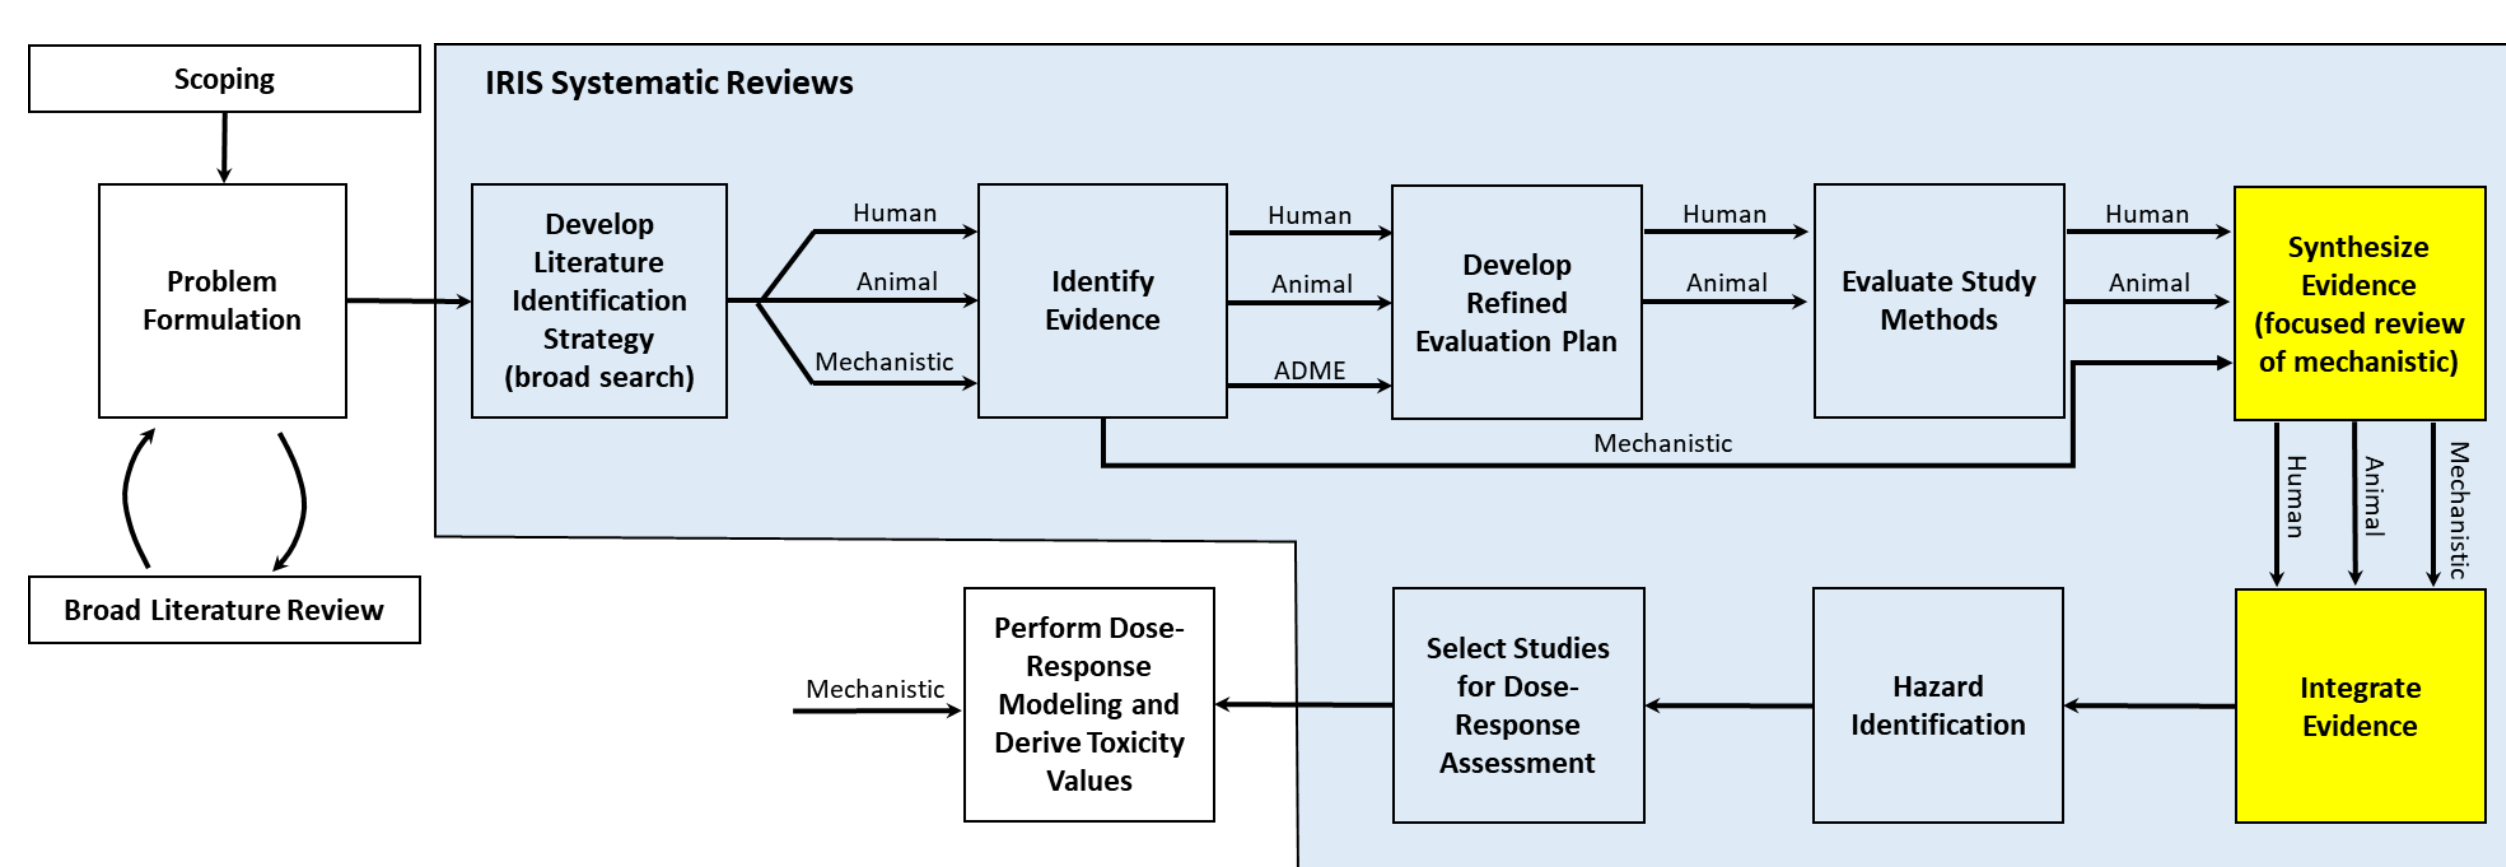 Scoping
IRIS Systematic Reviews
Problem
Formulation
Develop
Literature
Identification
Strategy
(broad search)
Human
Animal
Mechanistic
Identify
Evidence
Human
Animal
ADME
Develop
Refined
Evaluation Plan
Human
Animal
Evaluate Study
Methods
Human
Animal
Synthesize
Evidence
(focused review
of mechanistic)
Mechanistic
Human
Animal
Mechanistic
Broad Literature Review
Mechanistic
Perform Dose-
Response
Modeling and
Derive Toxicity
Values
Select Studies
for Dose-
Response
Assessment
Hazard
Identification
Integrate
Evidence